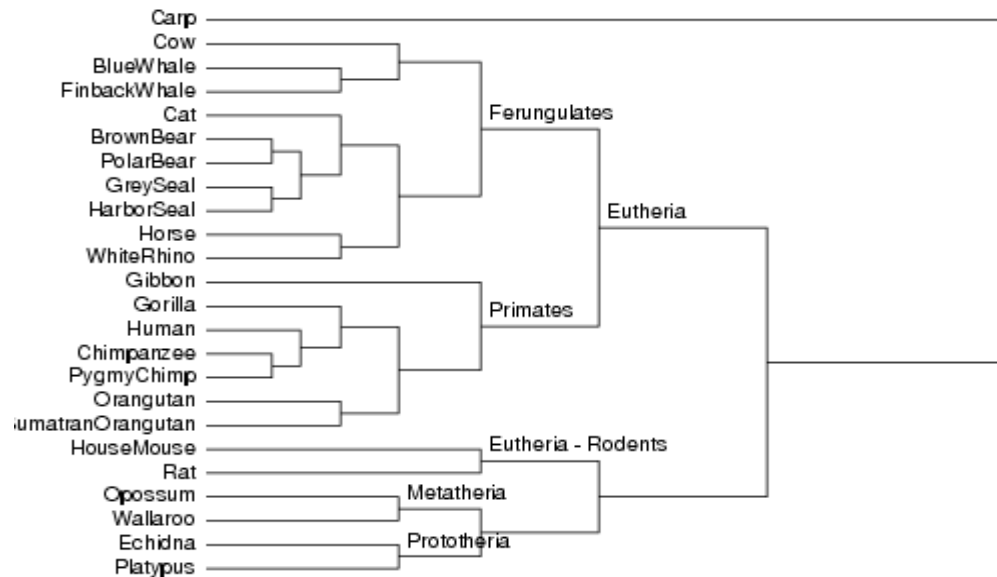 Carp
Cow
BlueWhale
FinbackWhale
Cat
Ferungulates
BrownBear
PolarBear
GreySeal
HarborSeal
Eutheria
Horse
WhiteRhino
Gibbon
Gorilla
Primates
Human
Chimpanzee
PygmyChimp
Orangutan
SumatranOrangutan
HouseMouse
Eutheria - Rodents
Rat
Opossum
Metatheria
Wallaroo
Echidna
Prototheria
Platypus